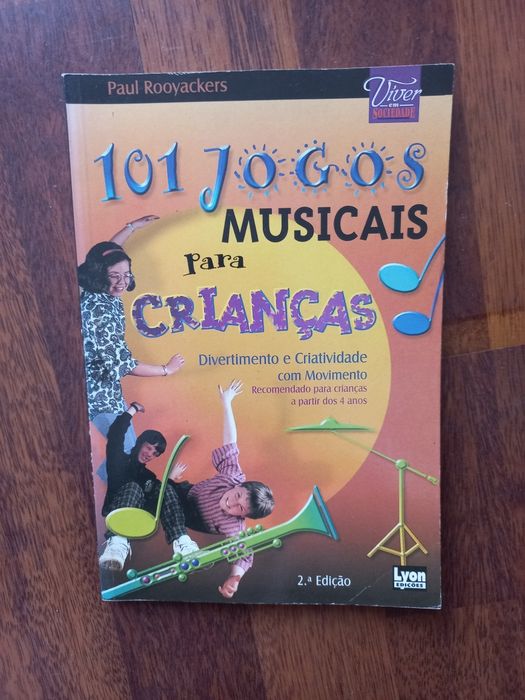 Paul Rooyackers
Viver
em
SOCIEDADE
101 JOGOS
MUSICAIS
para
CRIANÇAS
Divertimento e Criatividade
com Movimento
Recomendado para crianças
a partir dos 4 anos
2.ª Edição
Lyon
EDIÇÕES